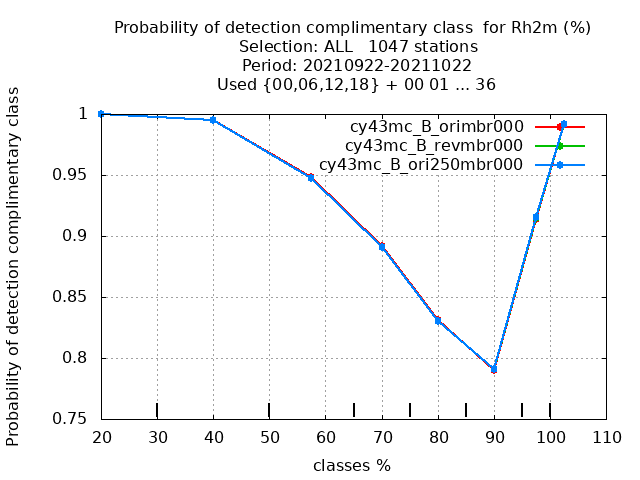 Probability of detection complimentary class  for Rh2m (%)
Selection: ALL   1047 stations
Period: 20210922-20211022
Used {00,06,12,18} + 00 01 ... 36
cy43mc_B_orimbr000
cy43mc_B_revmbr000
cy43mc_B_ori250mbr000
Probability of detection complimentary class
1
0.95
0.9
0.85
0.8
0.75
20 30 40 50 60 70 80 90 100 110
classes %